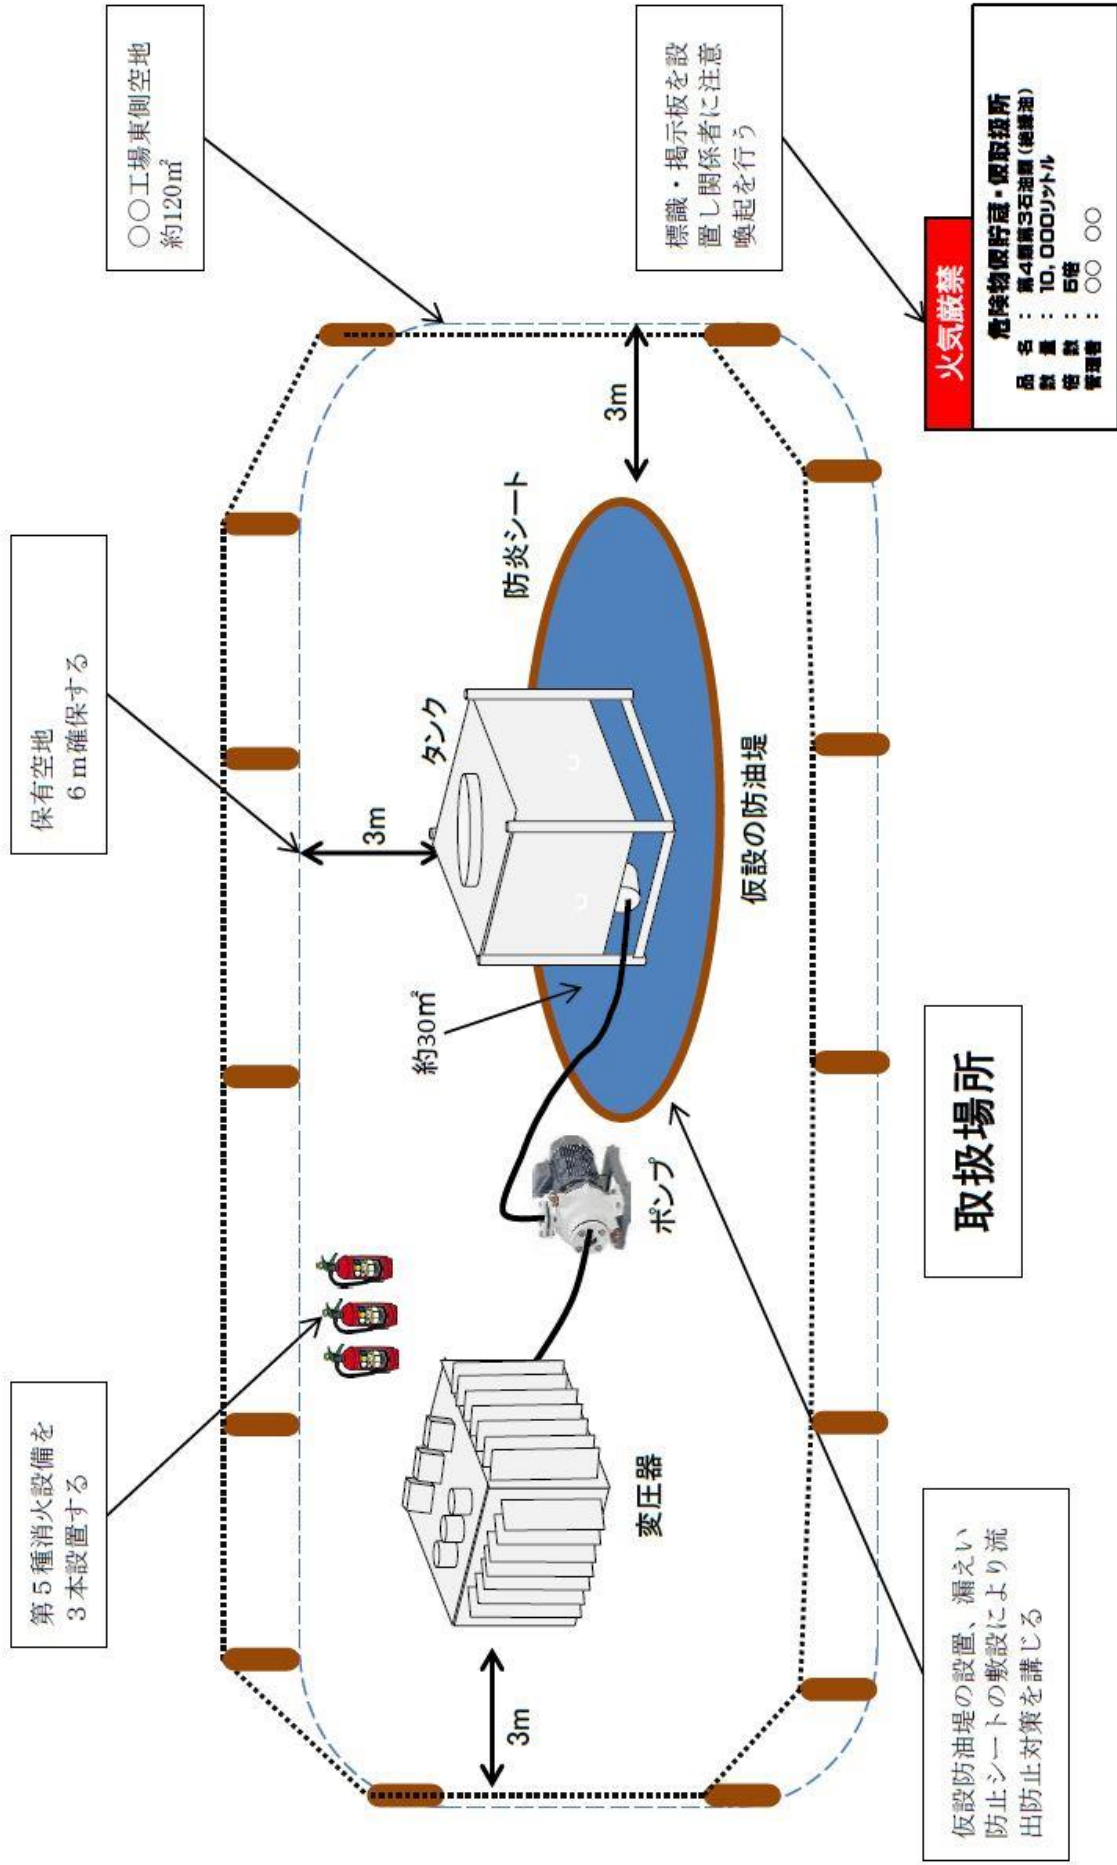 第５種消火設備を
３本設置する
保有空地
６ｍ確保する
○○工場東側空地
約120㎡
3m
タンク
防炎シート
約30㎡
3m
3m
変圧器
ポンプ
仮設の防油堤
標識・掲示板を設
置し関係者に注意
喚起を行う
仮設防油堤の設置、漏えい
防止シートの敷設により流
出防止対策を講じる
取扱場所
火気厳禁
危険物仮貯蔵・仮取扱所
品名：第4類第3石油類（絶縁油）
数量：10,000リットル
倍数：5倍
管理者：○○ ○○